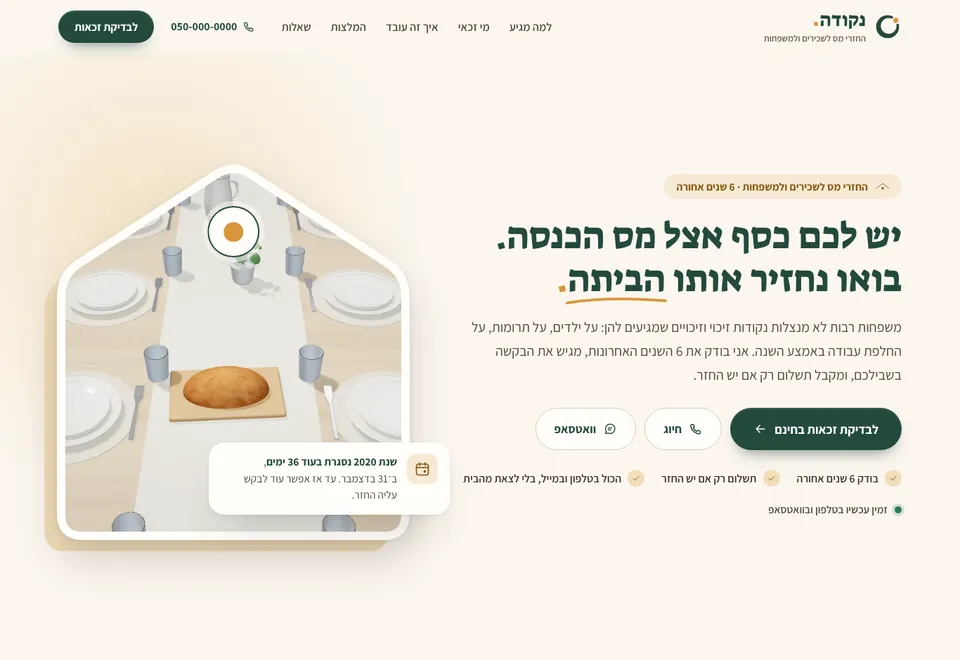 נקודה.
החזרי מס לשכירים ולמשפחות
למה מגיע
מי זכאי
איך זה עובד
המלצות
שאלות
050-000-0000
לבדיקת זכאות
החזרי מס לשכירים ולמשפחות · 6 שנים אחורה
יש לכם כסף אצל מס הכנסה.
בואו נחזיר אותו הביתה.
משפחות רבות לא מנצלות נקודות זיכוי וזיכויים שמגיעים להן: על ילדים, על תרומות, על
החלפת עבודה באמצע השנה. אני בודק את 6 השנים האחרונות, מגיש את הבקשה
בשבילכם, ומקבל תשלום רק אם יש החזר.
לבדיקת זכאות בחינם
חיוג
וואטסאפ
בודק 6 שנים אחורה
תשלום רק אם יש החזר
הכול בטלפון ובמייל, בלי לצאת מהבית
זמין עכשיו בטלפון ובוואטסאפ
שנת 2020 נסגרת בעוד 36 ימים,
ב־31 בדצמבר. עד אז אפשר עוד לבקש
עליה החזר.